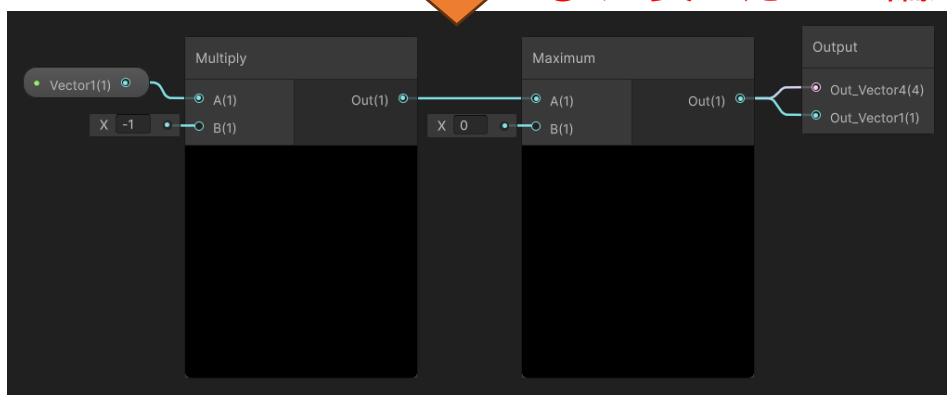 Multiply
Maximum
Output
Vector1(1)
A(1)
Out(1)
A(1)
Out(1)
Out_Vector4(4)
X -1
B(1)
X 0
B(1)
Out_Vector1(1)